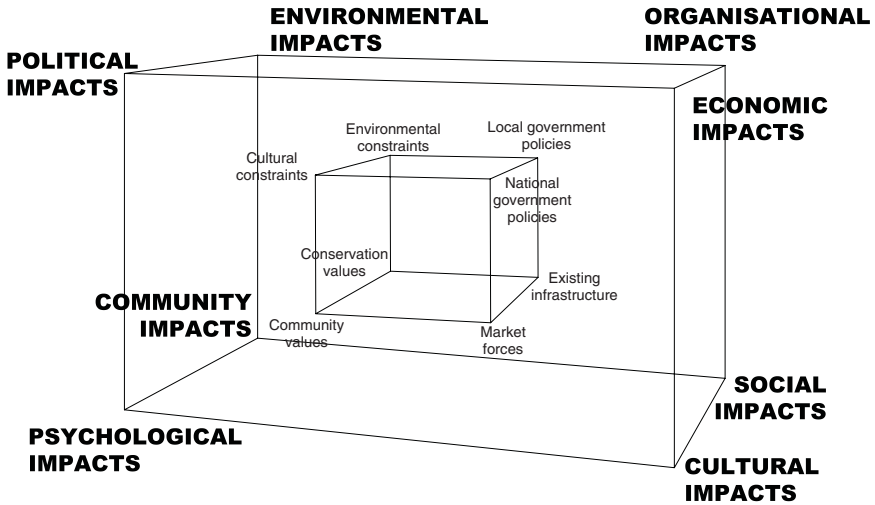 ENVIRONMENTAL
IMPACTS
ORGANISATIONAL
IMPACTS
POLITICAL
IMPACTS
ECONOMIC
IMPACTS
Environmental
constraints
Local government
policies
Cultural
constraints
National
government
policies
Conservation
values
Existing
infrastructure
COMMUNITY
IMPACTS
Community
values
Market
forces
SOCIAL
IMPACTS
PSYCHOLOGICAL
IMPACTS
CULTURAL
IMPACTS